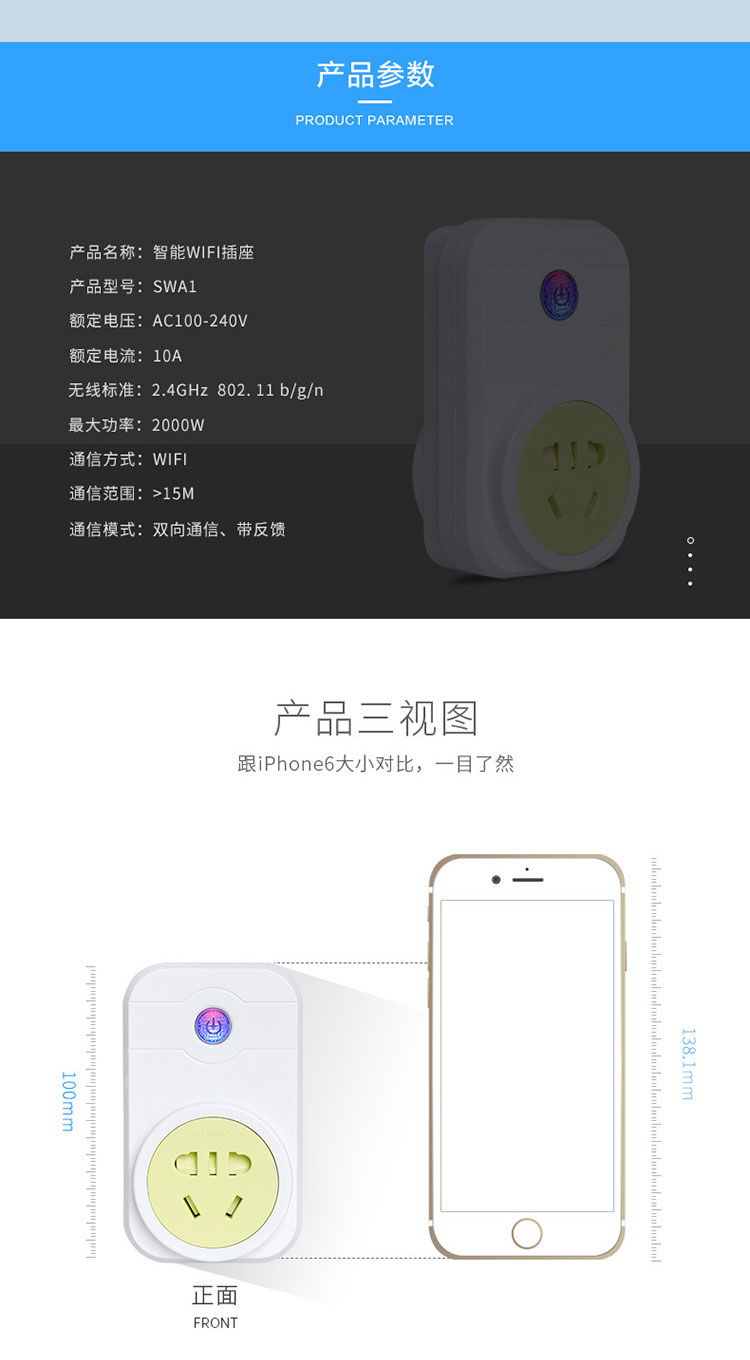 产品参数
PRODUCT PARAMETER
产品名称：智能WIFI插座
产品型号：SWA1
额定电压：AC100-240V
额定电流：10A
无线标准：2.4GHz 802. 11 b/g/n
最大功率：2000W
通信方式：WIFI
通信范围：>15M
通信模式：双向通信、带反馈
产品三视图
跟iPhone6大小对比，一目了然
100mm
138.1mm
正面
FRONT